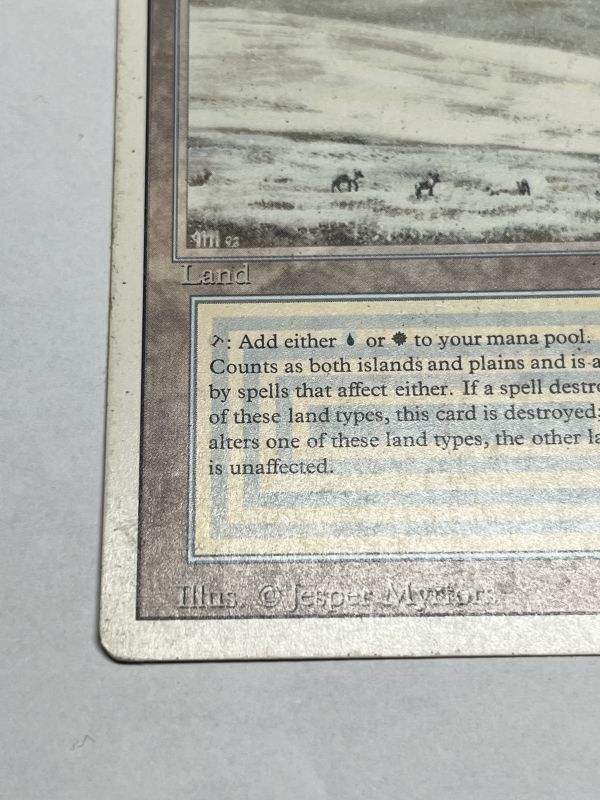 Land
: Add either or to your mana pool.
Counts as both islands and plains and is a
by spells that affect either. If a spell destr
of these land types, this card is destroyed;
alters one of these land types, the other la
is unaffected.
Illus. © Jesper Myrfors